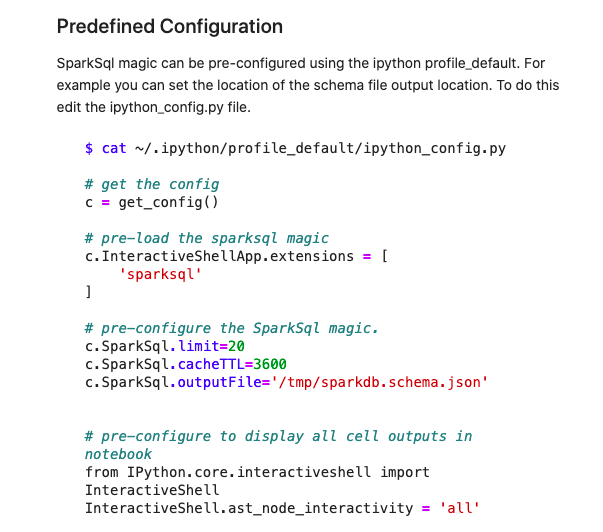 Predefined Configuration
SparkSql magic can be pre-configured using the ipython profile_default. For
example you can set the location of the schema file output location. To do this
edit the ipython_config.py file.
$ cat ~/.ipython/profile_default/ipython_config.py
# get the config
c = get_config()
# pre-load the sparksql magic
c.InteractiveShellApp.extensions = [
    'sparksql'
]
# pre-configure the SparkSql magic.
c.SparkSql.limit=20
c.SparkSql.cacheTTL=3600
c.SparkSql.outputFile='/tmp/sparkdb.schema.json'
# pre-configure to display all cell outputs in
notebook
from IPython.core.interactiveshell import
InteractiveShell
InteractiveShell.ast_node_interactivity = 'all'